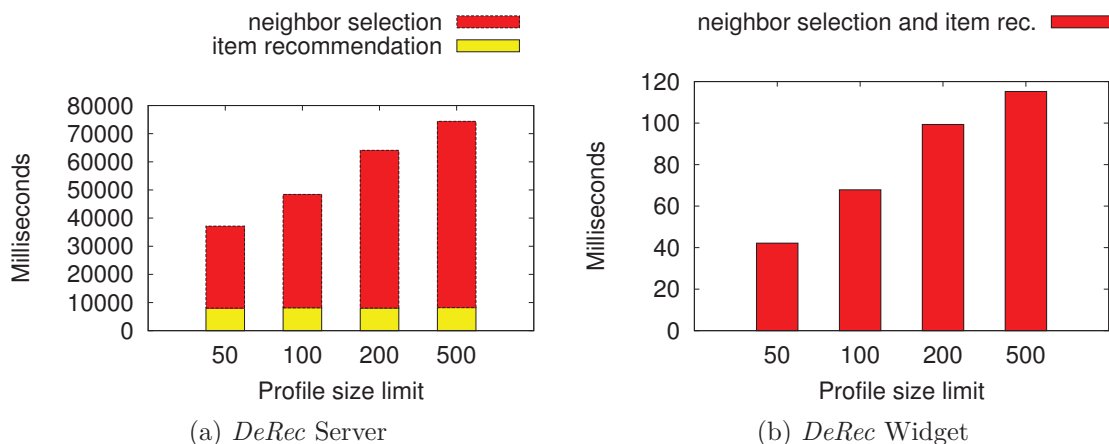 neighbor selection
item recommendation
80000
70000
60000
50000
40000
30000
20000
10000
0
Milliseconds
50 100 200 500
Profile size limit
(a) DeRec Server
neighbor selection and item rec.
120
100
80
60
40
20
0
Milliseconds
50 100 200 500
Profile size limit
(b) DeRec Widget